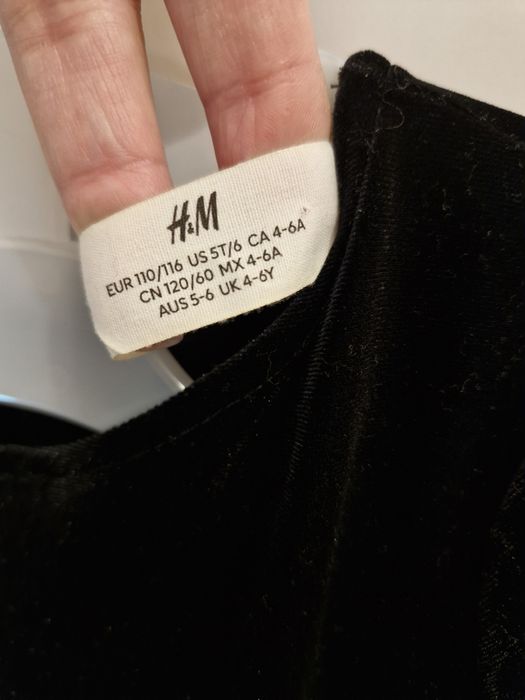 H&M
EUR 110/116 US 5T/6 CA 4-6A
CN 120/60 MX 4-6A
AUS 5-6 UK 4-6Y